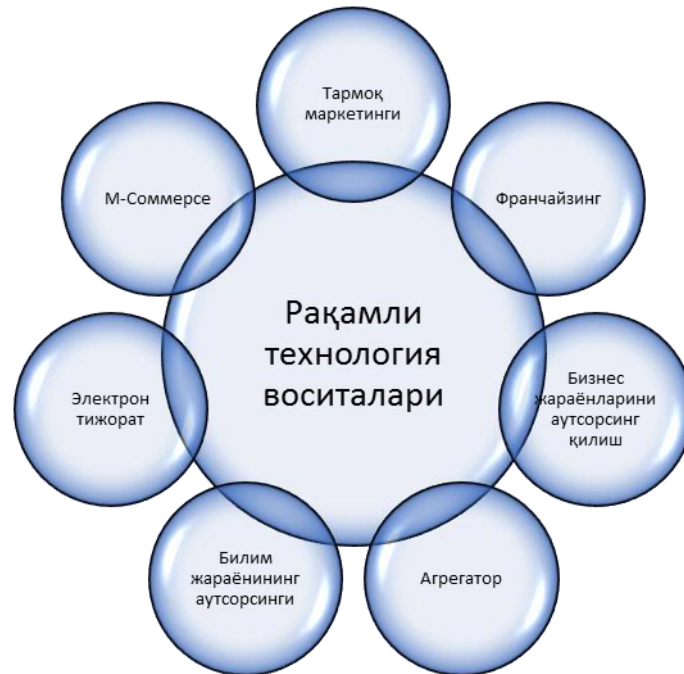 Тармоқ
маркетинги
Франчайзинг
Бизнес
жараёнларини
аутсорсинг
қилиш
Агрегатор
Билим
жараёнининг
аутсорсинги
Электрон
тижорат
М-Соммерсе
Рақамли
технология
воситалари